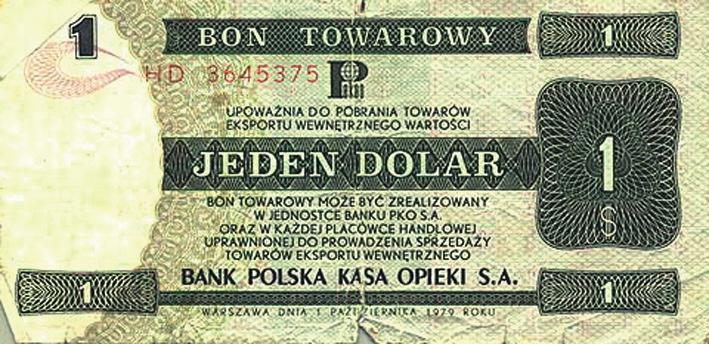 1 BON TOWAROWY 1
HD 3645375 PKO
UPOWAŻNIA DO POBRANIA TOWARÓW
EKSPORTU WEWNĘTRZNEGO WARTOŚCI
JEDEN DOLAR 1
$
BON TOWAROWY MOŻE BYĆ ZREALIZOWANY
W JEDNOSTCE BANKU PKO S.A.
ORAZ W KAŻDEJ PLACÓWCE HANDLOWEJ
UPRAWNIONEJ DO PROWADZENIA SPRZEDAŻY
TOWARÓW EKSPORTU WEWNĘTRZNEGO
BANK POLSKA KASA OPIEKI S.A.
1 1
WARSZAWA DNIA 1 PAŹDZIERNIKA 1979 ROKU